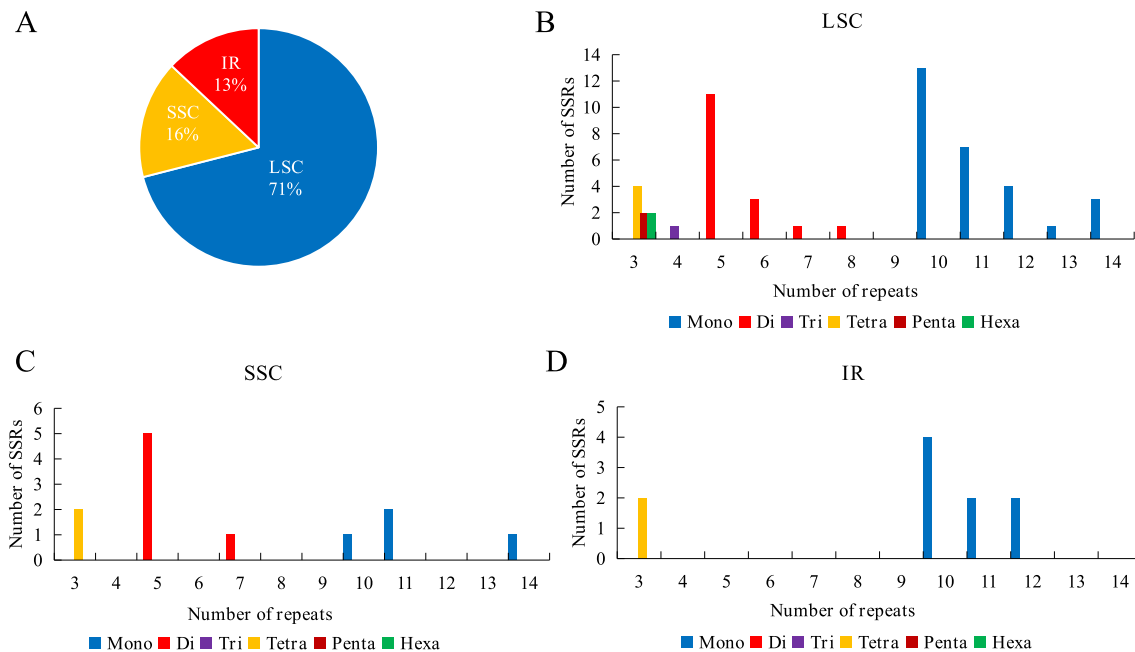 A
IR
13%
SSC
16%
LSC
71%
B
LSC
Number of SSRs
14
12
10
8
6
4
2
0
3 4 5 6 7 8 9 10 11 12 13 14
Number of repeats
Mono Di Tri Tetra Penta Hexa
C
SSC
Number of SSRs
6
5
4
3
2
1
0
3 4 5 6 7 8 9 10 11 12 13 14
Number of repeats
Mono Di Tri Tetra Penta Hexa
D
IR
Number of SSRs
5
4
3
2
1
0
3 4 5 6 7 8 9 10 11 12 13 14
Number of repeats
Mono Di Tri Tetra Penta Hexa